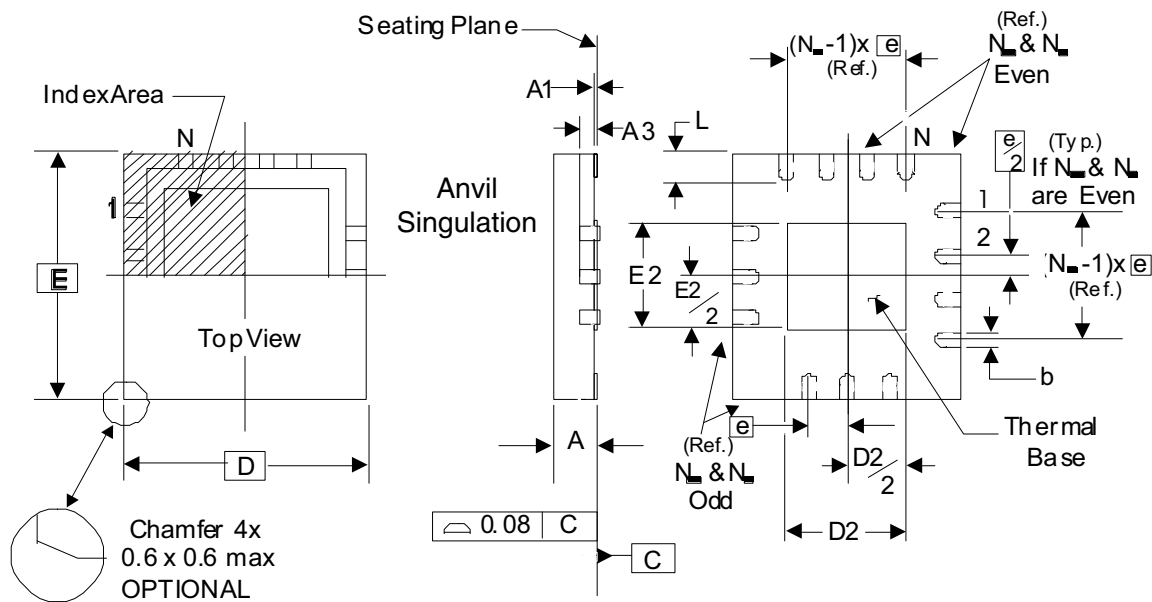 Seating Plane
Index Area
N
1
E
Top View
D
Chamfer 4x
0.6 x 0.6 max
OPTIONAL
A1
A3
Anvil
Singulation
A
0.08 C
C
L
(N -1)x e
(Ref.)
(Ref.)
N & N
Even
N
e/2
(Typ.)
If N & N
are Even
1
2
(N -1)x e
(Ref.)
E2
E2/2
b
e
(Ref.)
N & N
Odd
D2/2
D2
Thermal
Base